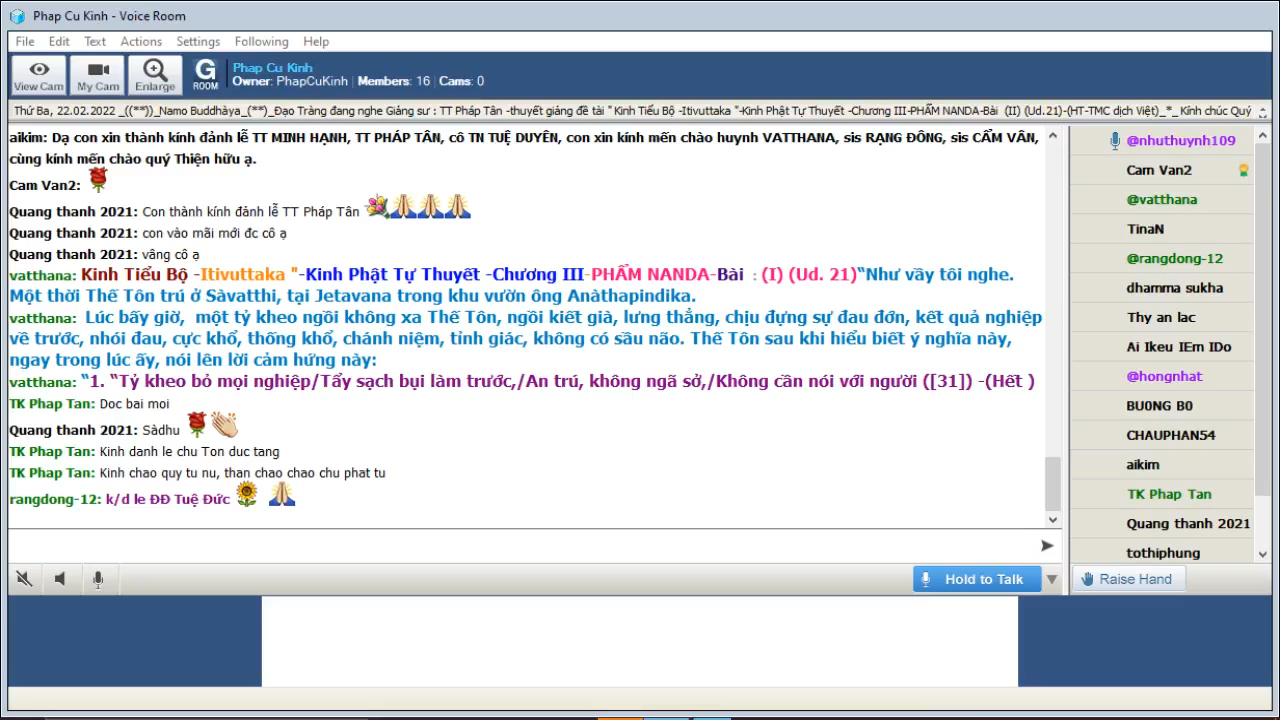 Phap Cu Kinh - Voice Room
File Edit Text Actions Settings Following Help
View Cam My Cam Enlarge G ROOM
Phap Cu Kinh
Owner: PhapCuKinh | Members: 16 | Cams: 0
Thứ Ba, 22.02.2022 _((**))_Namo Buddhàya_(**)_Đạo Tràng đang nghe Giảng sư : TT Pháp Tân -thuyết giảng đề tài " Kinh Tiểu Bộ -Itivuttaka "-Kinh Phật Tự Thuyết -Chương III-PHẨM NANDA-Bài (II) (Ud.21)-(HT-TMC dịch Việt)_*_ Kính chúc Quý
aikim: Dạ con xin thành kính đảnh lễ TT MINH HẠNH, TT PHÁP TÂN, cô TN TUỆ DUYÊN, con xin kính mến chào huynh VATTHANA, sis RẠNG ĐÔNG, sis CẨM VÂN,
cùng kính mến chào quý Thiện hữu ạ.
Cam Van2:
Quang thanh 2021: Con thành kính đảnh lễ TT Pháp Tân
Quang thanh 2021: con vào mãi mới đc cô ạ
Quang thanh 2021: vâng cô ạ
vatthana: Kinh Tiểu Bộ -Itivuttaka "-Kinh Phật Tự Thuyết -Chương III-PHẨM NANDA-Bài : (I) (Ud. 21)“Như vầy tôi nghe.
Một thời Thế Tôn trú ở Sàvatthi, tại Jetavana trong khu vườn ông Anàthapindika.
vatthana: Lúc bấy giờ, một tỷ kheo ngồi không xa Thế Tôn, ngồi kiết già, lưng thẳng, chịu đựng sự đau đớn, kết quả nghiệp
về trước, nhói đau, cực khổ, thống khổ, chánh niệm, tỉnh giác, không có sầu não. Thế Tôn sau khi hiểu biết ý nghĩa này,
ngay trong lúc ấy, nói lên lời cảm hứng này:
vatthana: “1. “Tỷ kheo bỏ mọi nghiệp/Tẩy sạch bụi làm trước,/An trú, không ngã sở,/Không cần nói với người ([31]) -(Hết )
TK Phap Tan: Doc bai moi
Quang thanh 2021: Sàdhu
TK Phap Tan: Kinh danh le chu Ton duc tang
TK Phap Tan: Kinh chao quy tu nu, than chao chao chu phat tu
rangdong-12: k/d le ĐĐ Tuệ Đức
@nhuthuynh109
Cam Van2
@vatthana
TinaN
@rangdong-12
dhamma sukha
Thy an lac
Ai Ikeu IEm IDo
@hongnhat
BU0NG B0
CHAUPHAN54
aikim
TK Phap Tan
Quang thanh 2021
tothiphung
Hold to Talk
Raise Hand